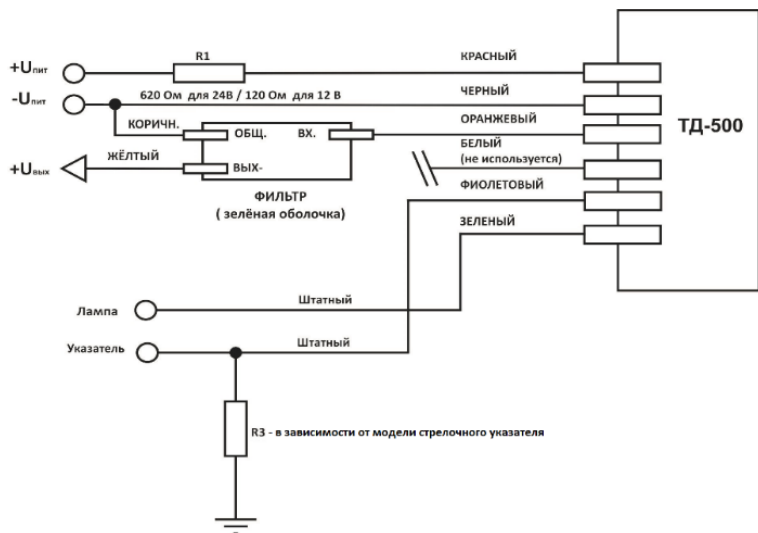 R1
КРАСНЫЙ
+Uпит
-Uпит
620 Ом для 24В / 120 Ом для 12 В
ЧЕРНЫЙ
КОРИЧН.
ОБЩ.
ВХ.
ОРАНЖЕВЫЙ
ТД-500
БЕЛЫЙ
(не используется)
ЖЁЛТЫЙ
+Uвых
ВЫХ-
ФИОЛЕТОВЫЙ
ФИЛЬТР
( зелёная оболочка)
ЗЕЛЕНЫЙ
Лампа
Штатный
Указатель
Штатный
R3 - в зависимости от модели стрелочного указателя